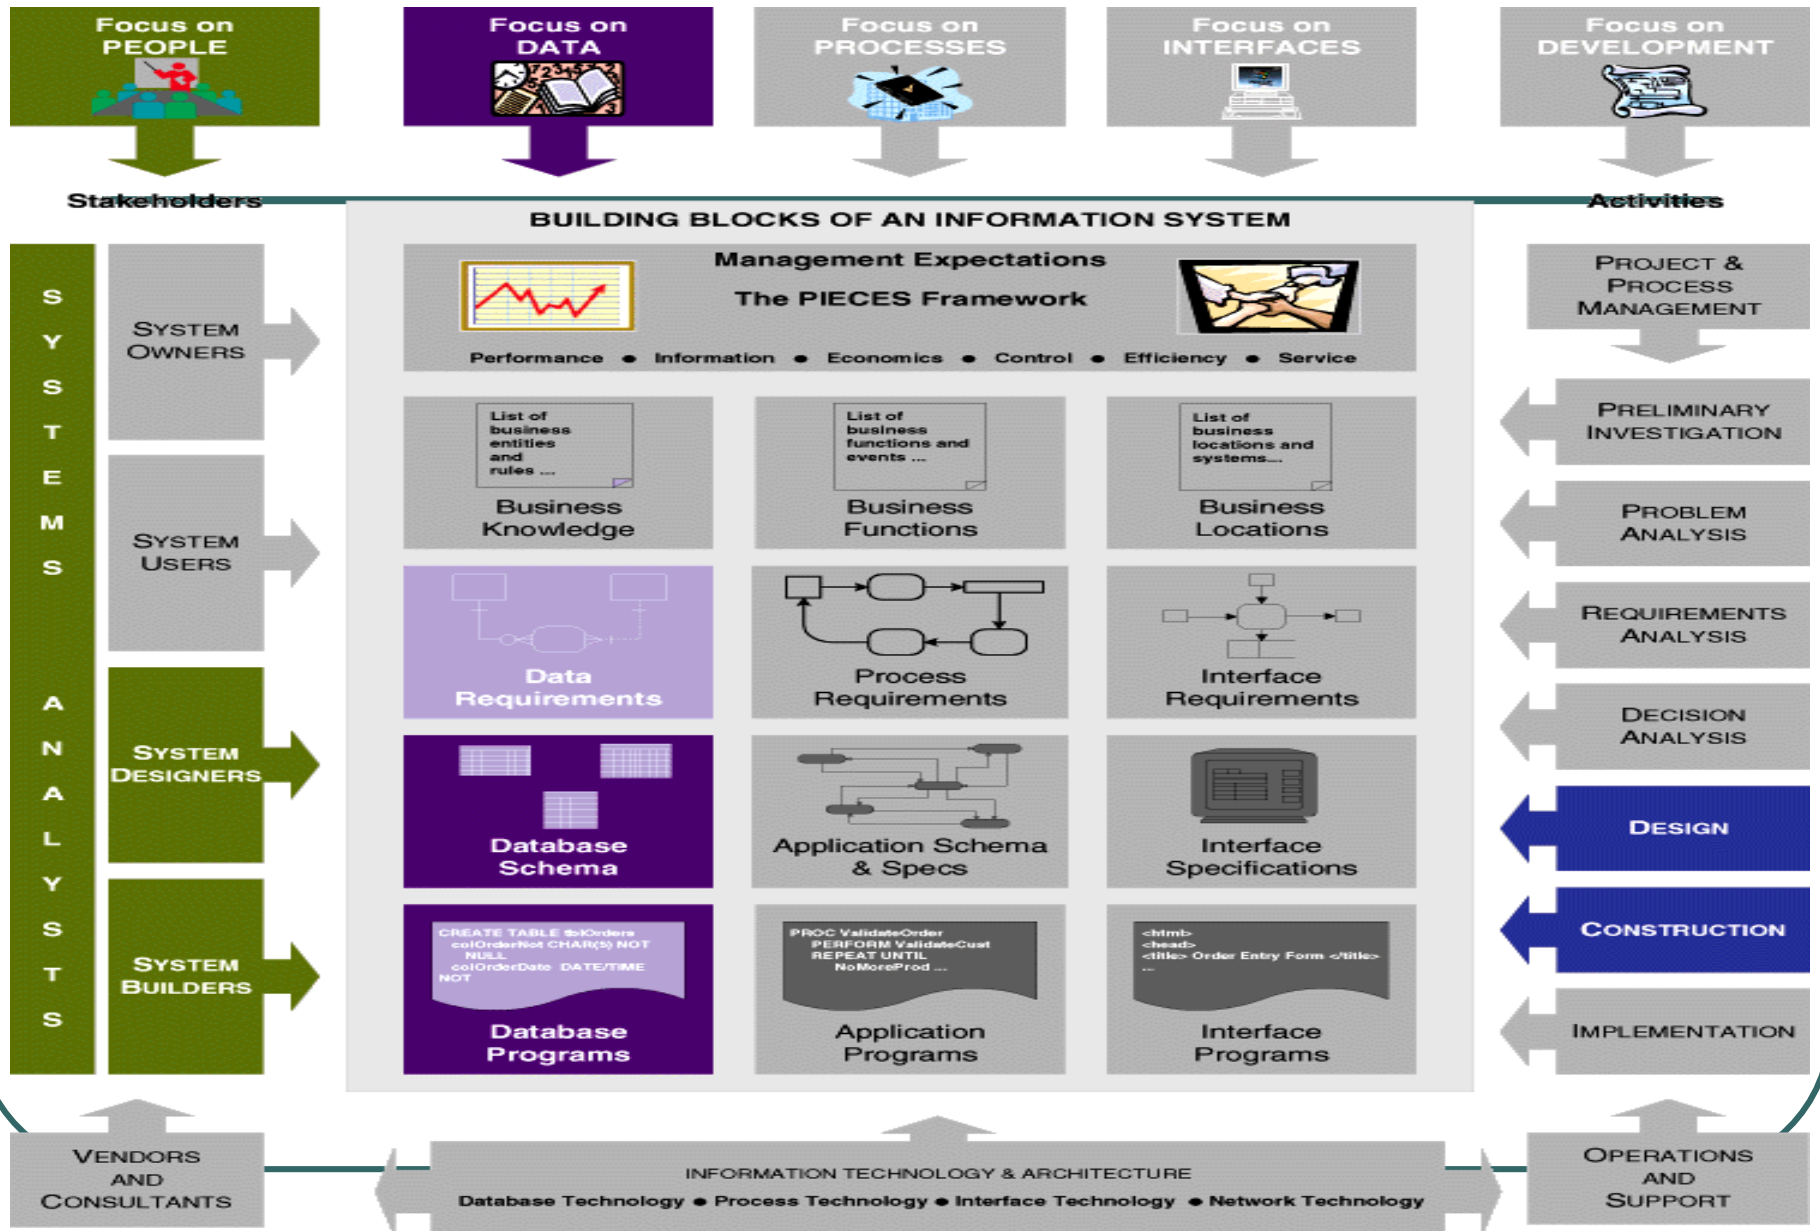 Focus on
PEOPLE
Focus on
DATA
Focus on
PROCESSES
Focus on
INTERFACES
Focus on
DEVELOPMENT
Stakeholders
Activities
BUILDING BLOCKS OF AN INFORMATION SYSTEM
Management Expectations
The PIECES Framework
Performance ● Information ● Economics ● Control ● Efficiency ● Service
SYSTEMS ANALYSTS
SYSTEM
OWNERS
SYSTEM
USERS
SYSTEM
DESIGNERS
SYSTEM
BUILDERS
List of
business
entities
and
rules ...
Business
Knowledge
List of
business
functions and
events ...
Business
Functions
List of
business
locations and
systems...
Business
Locations
Data
Requirements
Process
Requirements
Interface
Requirements
Database
Schema
Application Schema
& Specs
Interface
Specifications
CREATE TABLE tblOrders
colOrderNot CHAR(5) NOT
NULL
colOrderDate DATE/TIME
NOT
Database
Programs
PROC ValidateOrder
PERFORM ValidateCust
REPEAT UNTIL
NoMoreProd ...
Application
Programs
<html>
<head>
<title> Order Entry Form </title>
...
Interface
Programs
PROJECT &
PROCESS
MANAGEMENT
PRELIMINARY
INVESTIGATION
PROBLEM
ANALYSIS
REQUIREMENTS
ANALYSIS
DECISION
ANALYSIS
DESIGN
CONSTRUCTION
IMPLEMENTATION
VENDORS
AND
CONSULTANTS
INFORMATION TECHNOLOGY & ARCHITECTURE
Database Technology ● Process Technology ● Interface Technology ● Network Technology
OPERATIONS
AND
SUPPORT